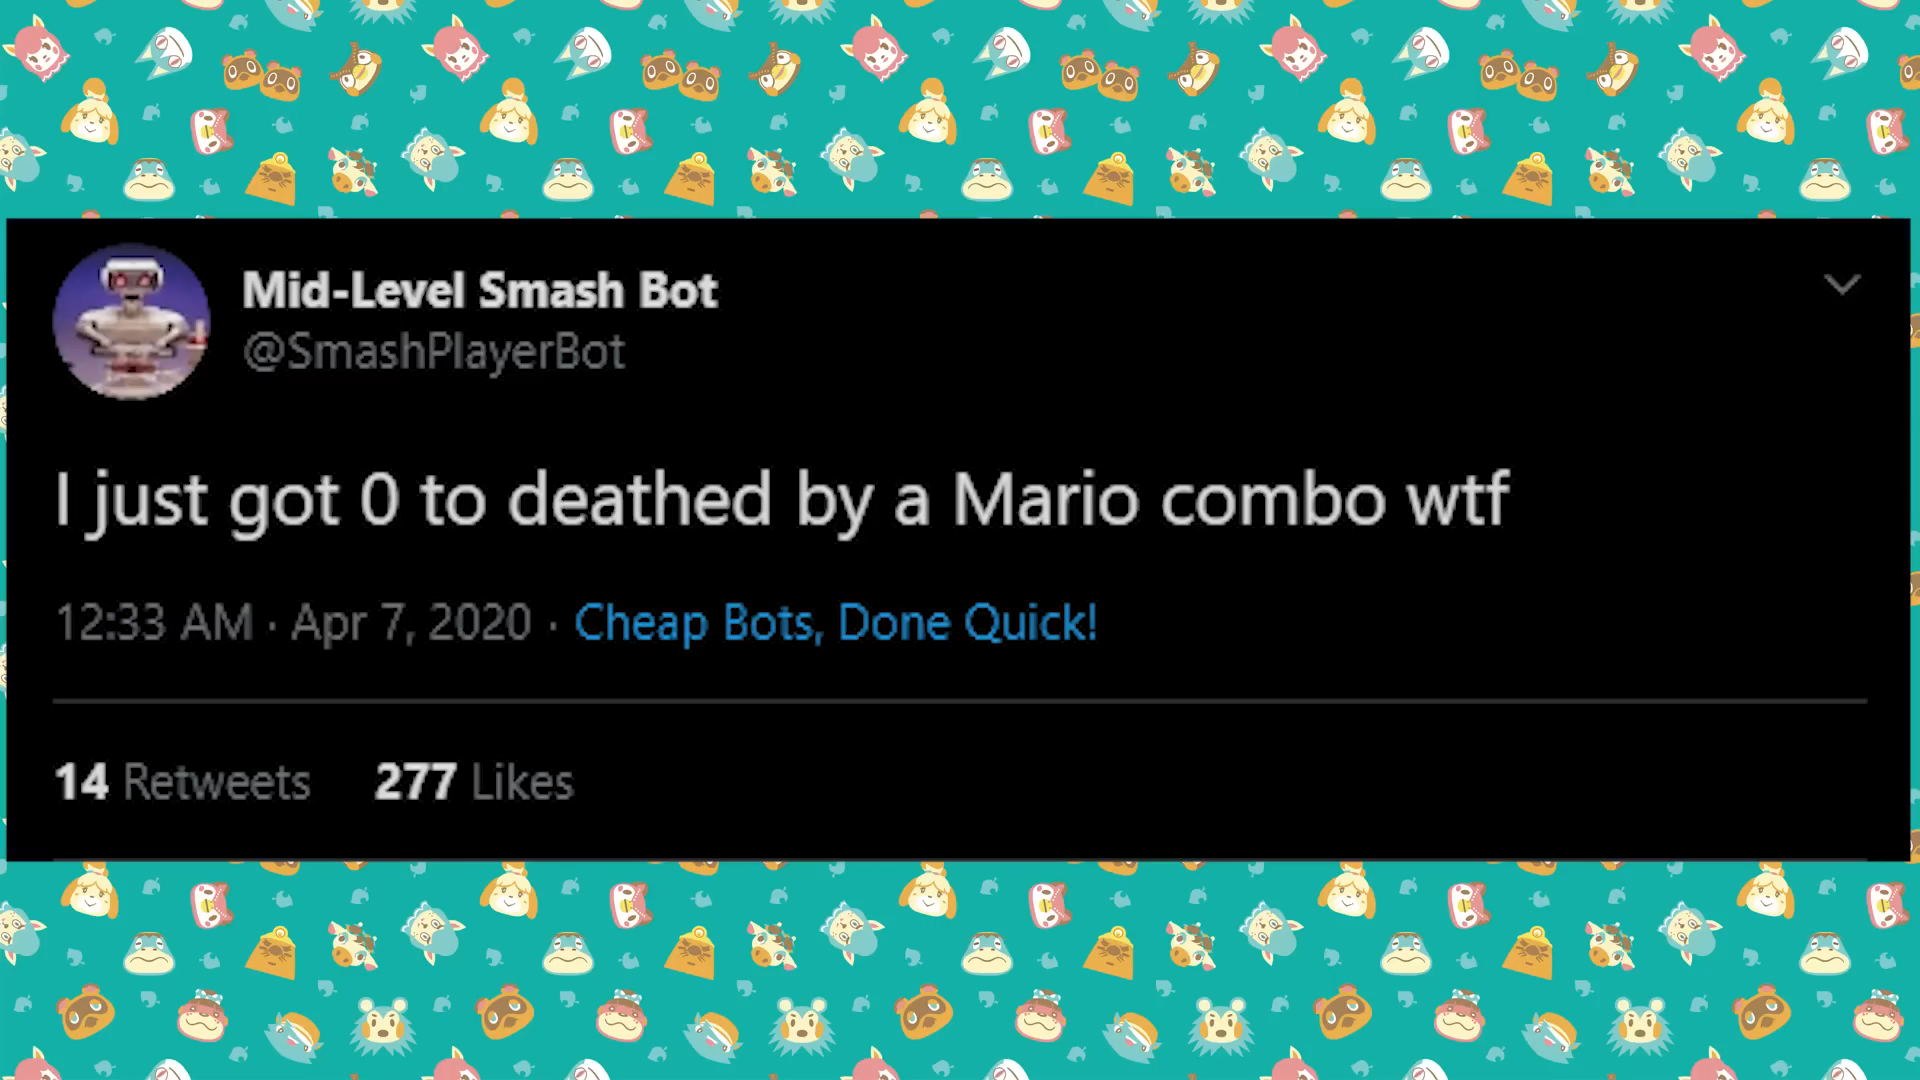 Mid-Level Smash Bot
@SmashPlayerBot
I just got 0 to deathed by a Mario combo wtf
12:33 AM · Apr 7, 2020 · Cheap Bots, Done Quick!
14 Retweets 277 Likes